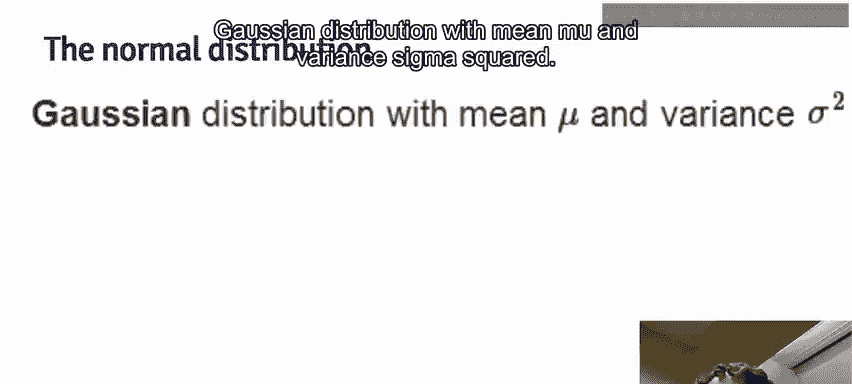 Gaussian distribution with mean mu and
variance sigma squared.
The normal distribution
Gaussian distribution with mean μ and variance σ²